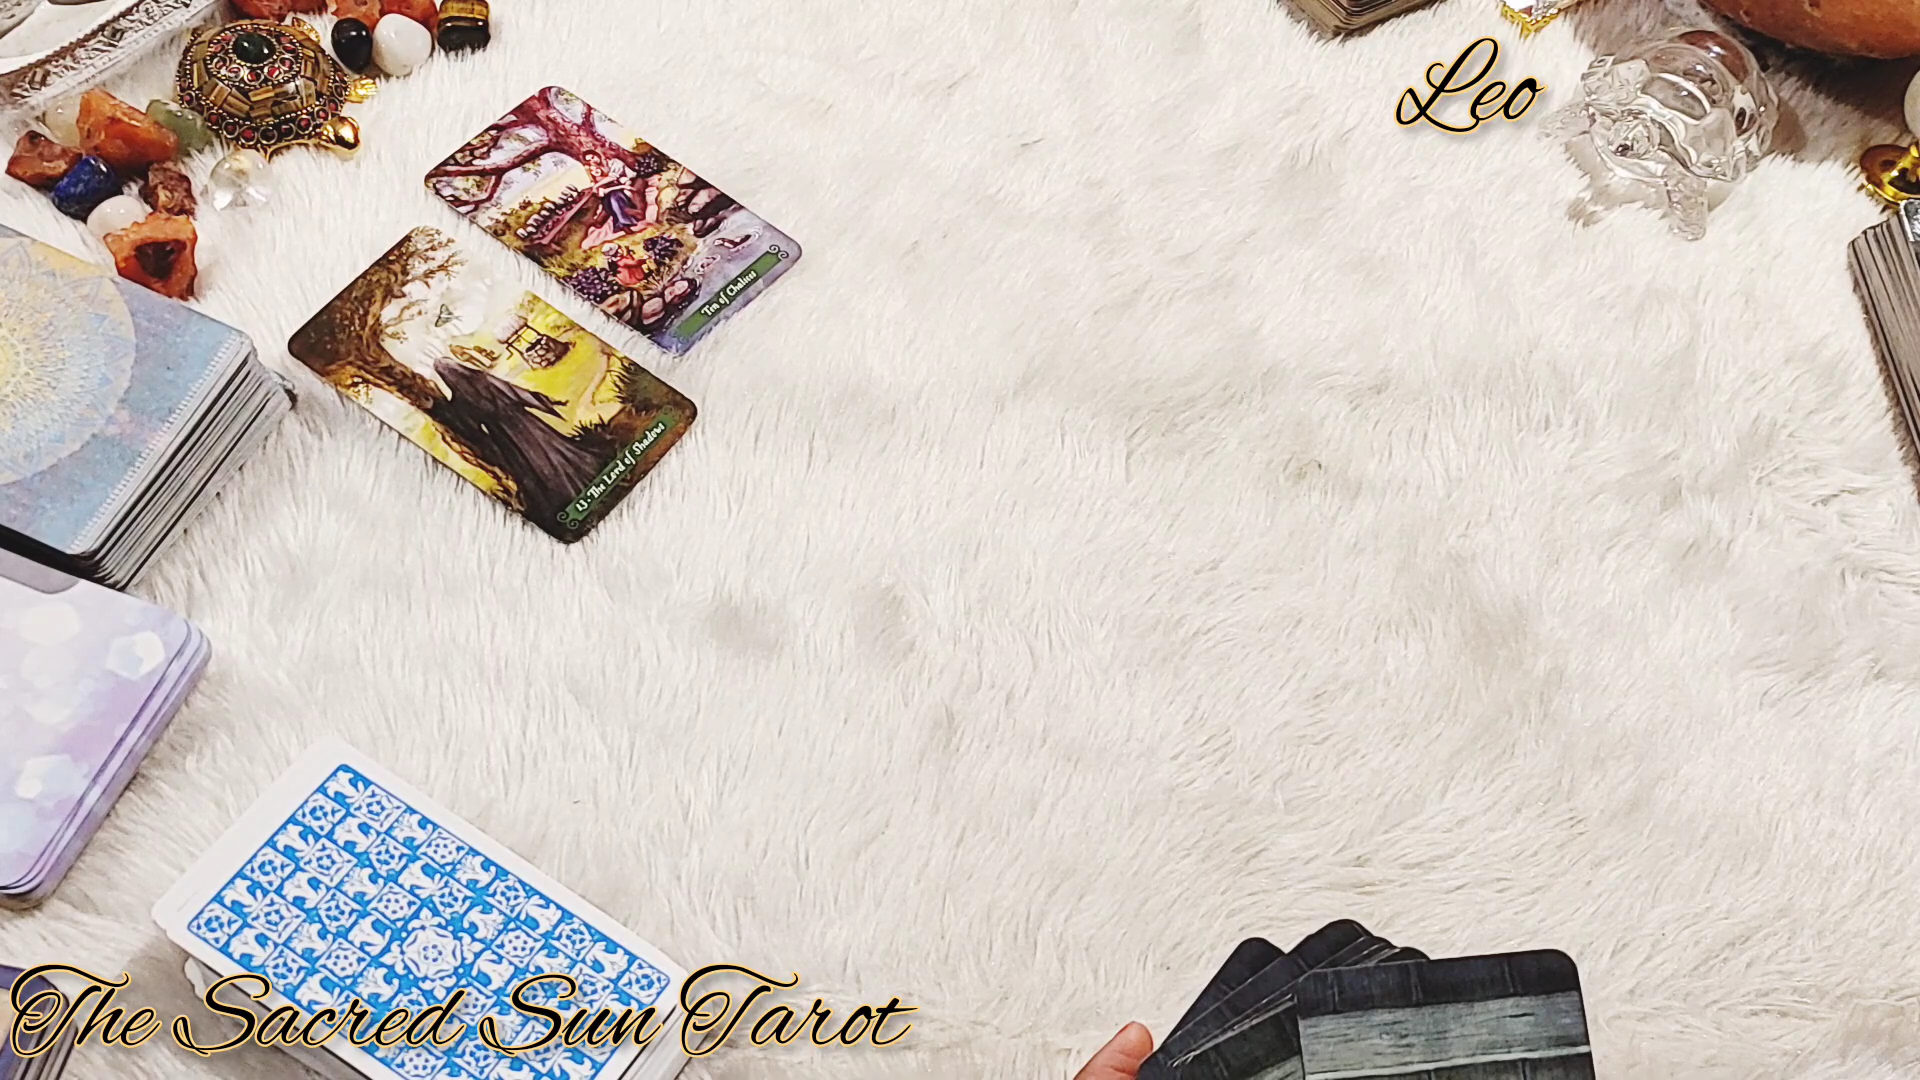 Leo
Ten of Chalices
13 - The Lord of Shadows
The Sacred Sun Tarot